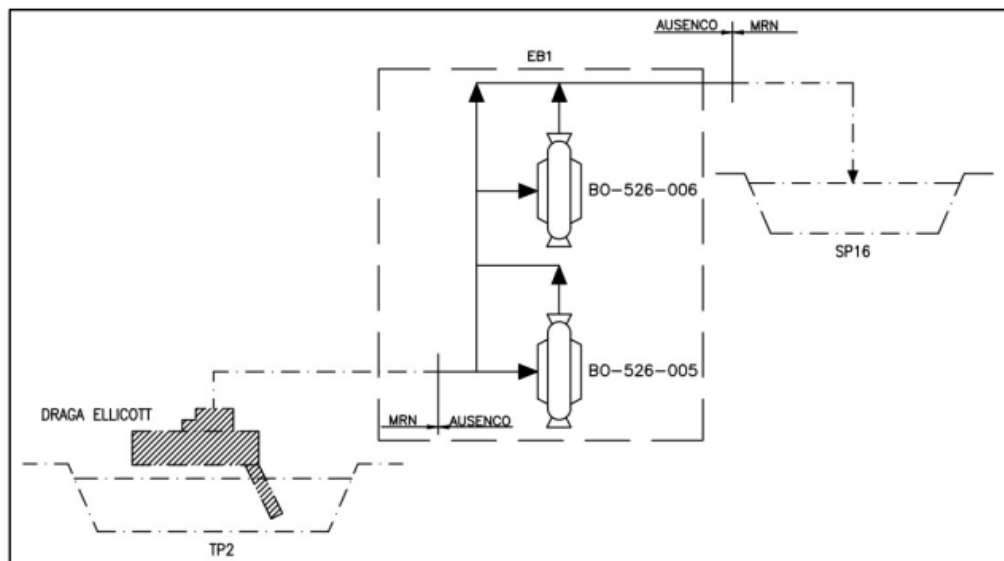 AUSENCO MRN
EB1
BO-526-006
SP16
BO-526-005
DRAGA ELLICOTT
MRN AUSENCO
TP2